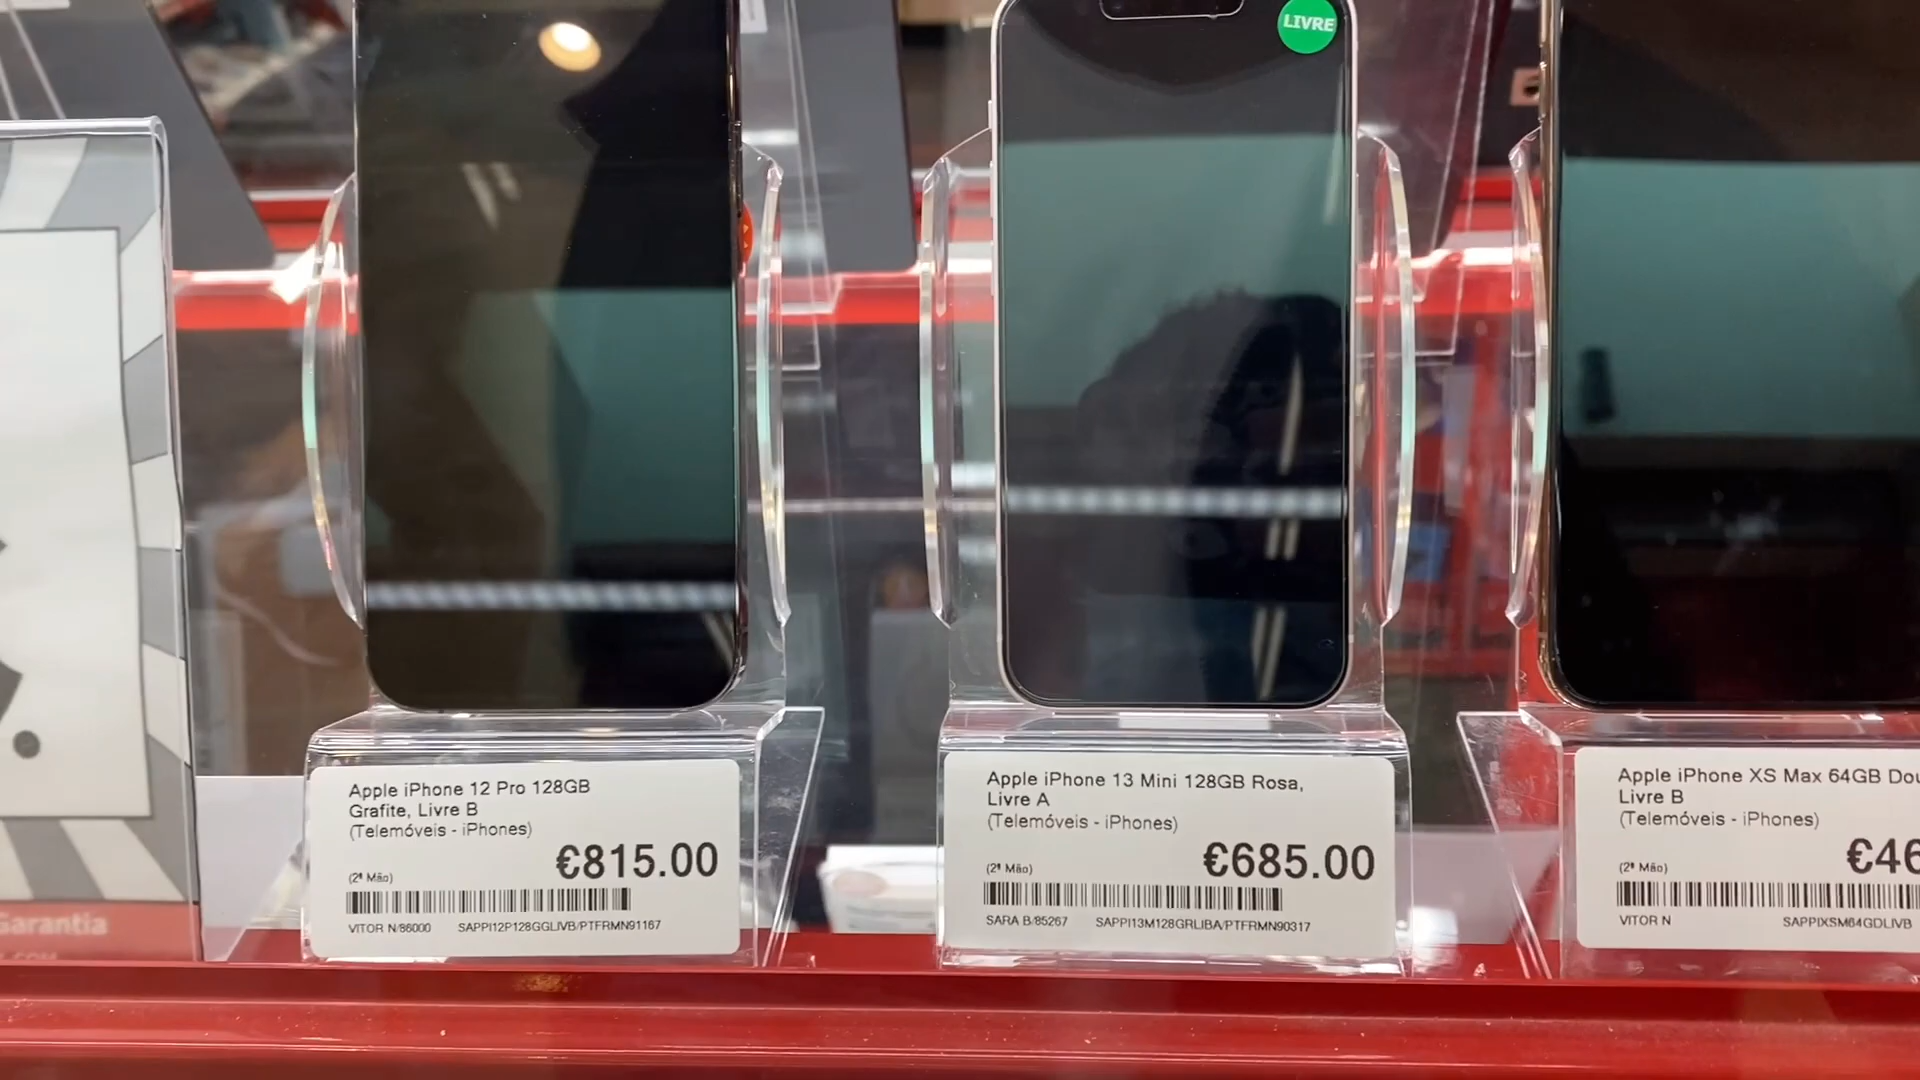 LIVRE
Apple iPhone 12 Pro 128GB
Grafite, Livre B
(Telemóveis - iPhones)
€815.00
(2ª Mão)
VITOR N/86000 SAPPI12P128GGLIVB/PTFRMN91167
Apple iPhone 13 Mini 128GB Rosa,
Livre A
(Telemóveis - iPhones)
€685.00
(2ª Mão)
SARA B/85267 SAPPI13M128GRLIBA/PTFRMN90317
Apple iPhone XS Max 64GB Dou
Livre B
(Telemóveis - iPhones)
€46
(2ª Mão)
VITOR N SAPPIXSM64GDLIVB
Garantia